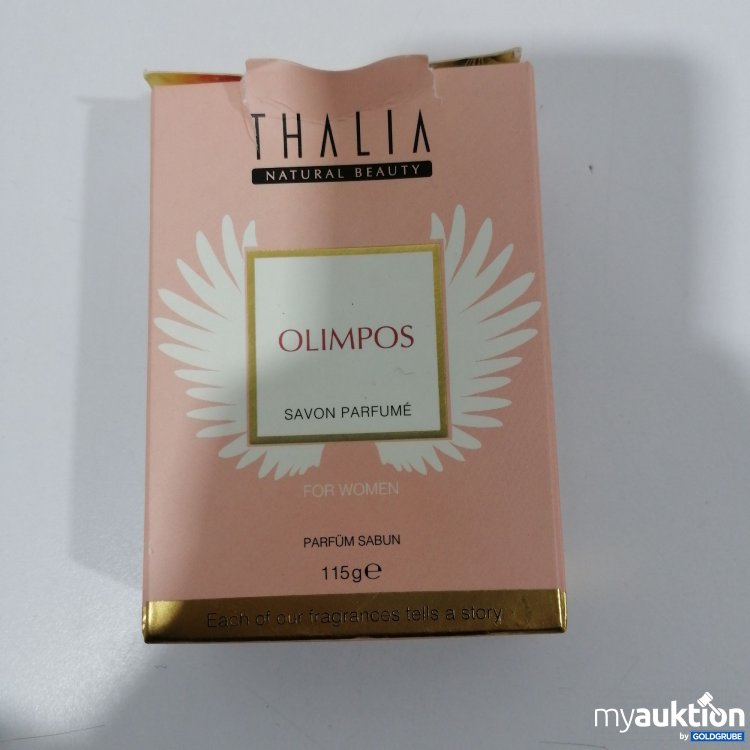 THALIA
NATURAL BEAUTY
OLIMPOS
SAVON PARFUMÉ
FOR WOMEN
PARFÜM SABUN
115g℮
Each of our fragrances tells a story
myauktion
by GOLDGRUBE